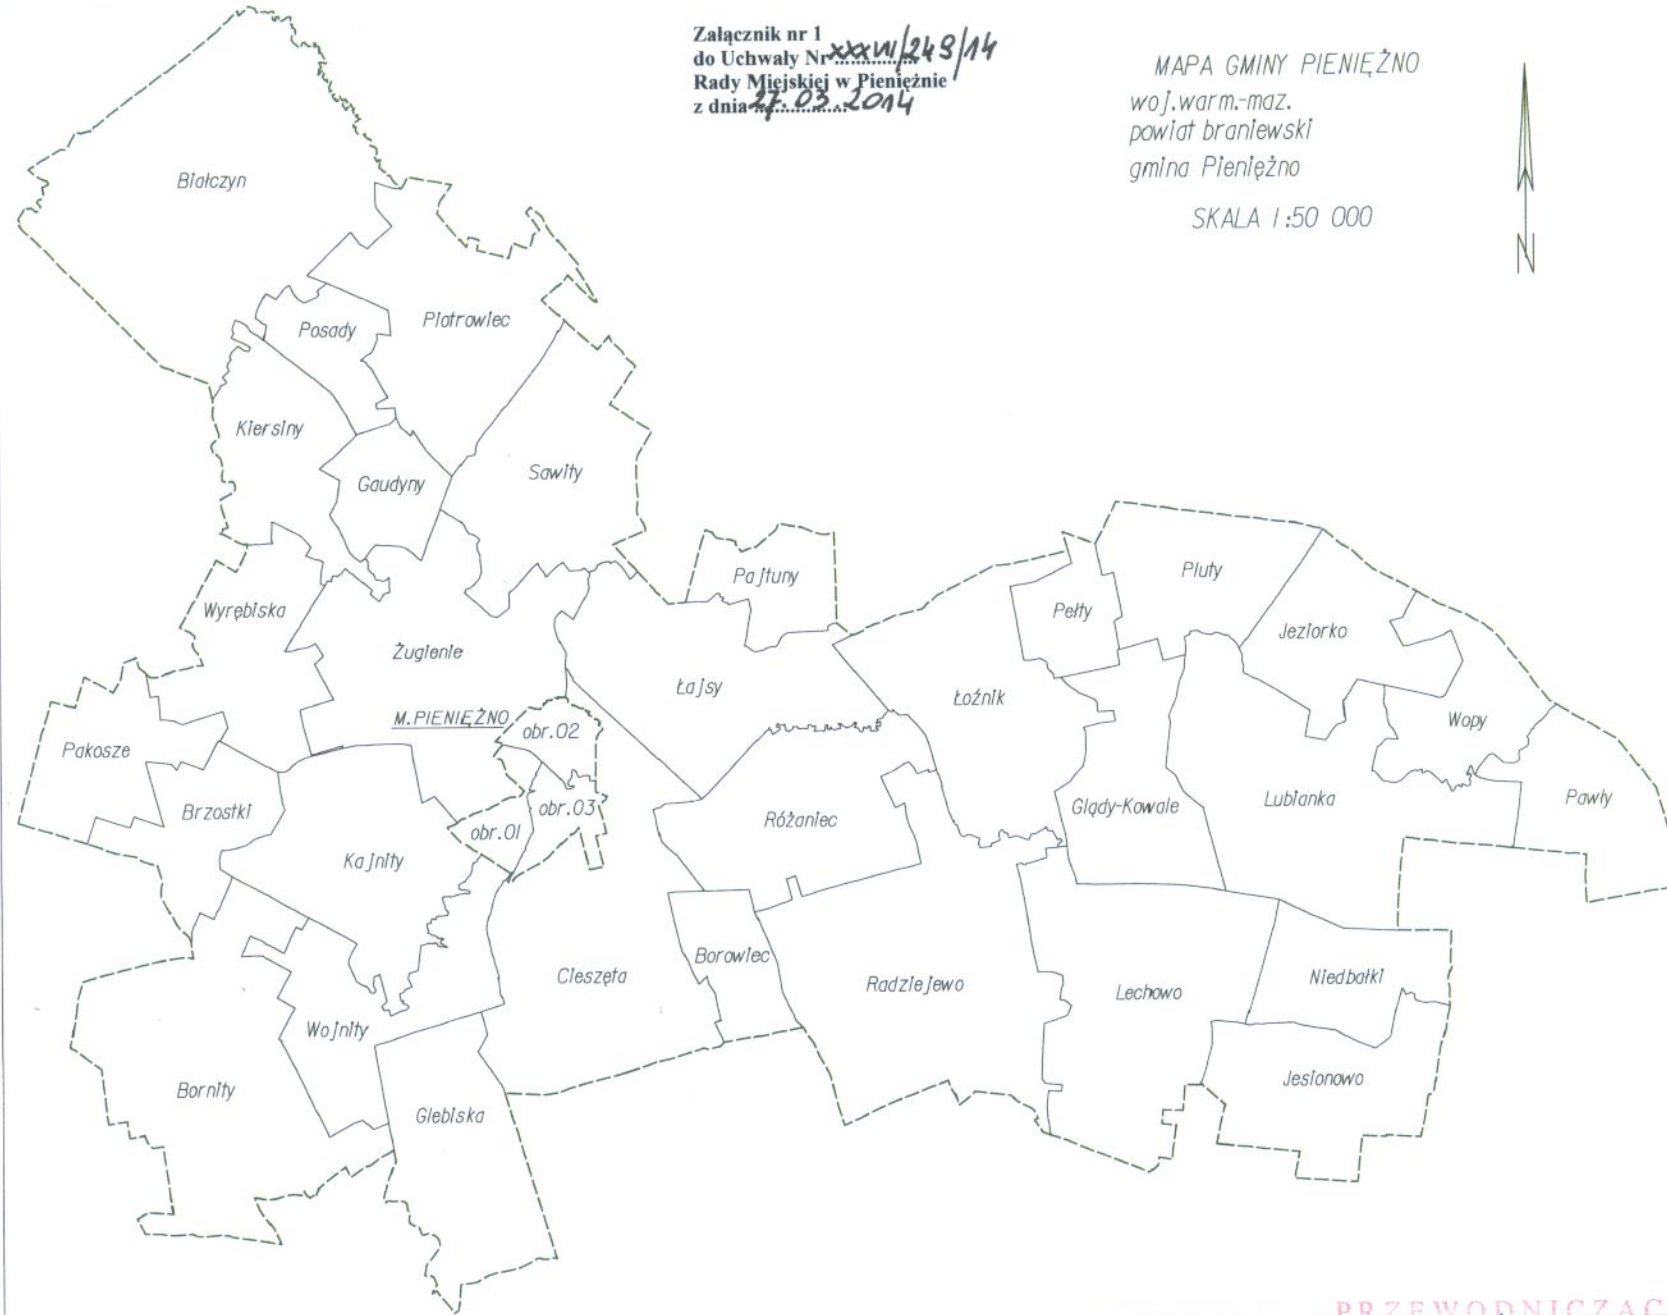 Załącznik nr 1
do Uchwały Nr XXXVII/249/14
Rady Miejskiej w Pieniężnie
z dnia 27.03.2014
MAPA GMINY PIENIĘŻNO
woj.warm.-maz.
powiat braniewski
gmina Pieniężno
SKALA 1:50 000
N
Białczyn
Posady
Piotrowiec
Kiersiny
Gaudyny
Sawity
Pajtuny
Pluty
Pełty
Wyrębiska
Żugienie
Jeziorko
Łajsy
Łoźnik
M.PIENIĘŻNO
obr.02
Wopy
Pakosze
Brzostki
obr.03
obr.01
Różaniec
Glądy-Kowale
Lubianka
Pawły
Kajnity
Borowiec
Cieszęta
Radziejewo
Lechowo
Niedbałki
Wojnity
Bornity
Glebiska
Jesionowo
PRZEWODNICZĄC